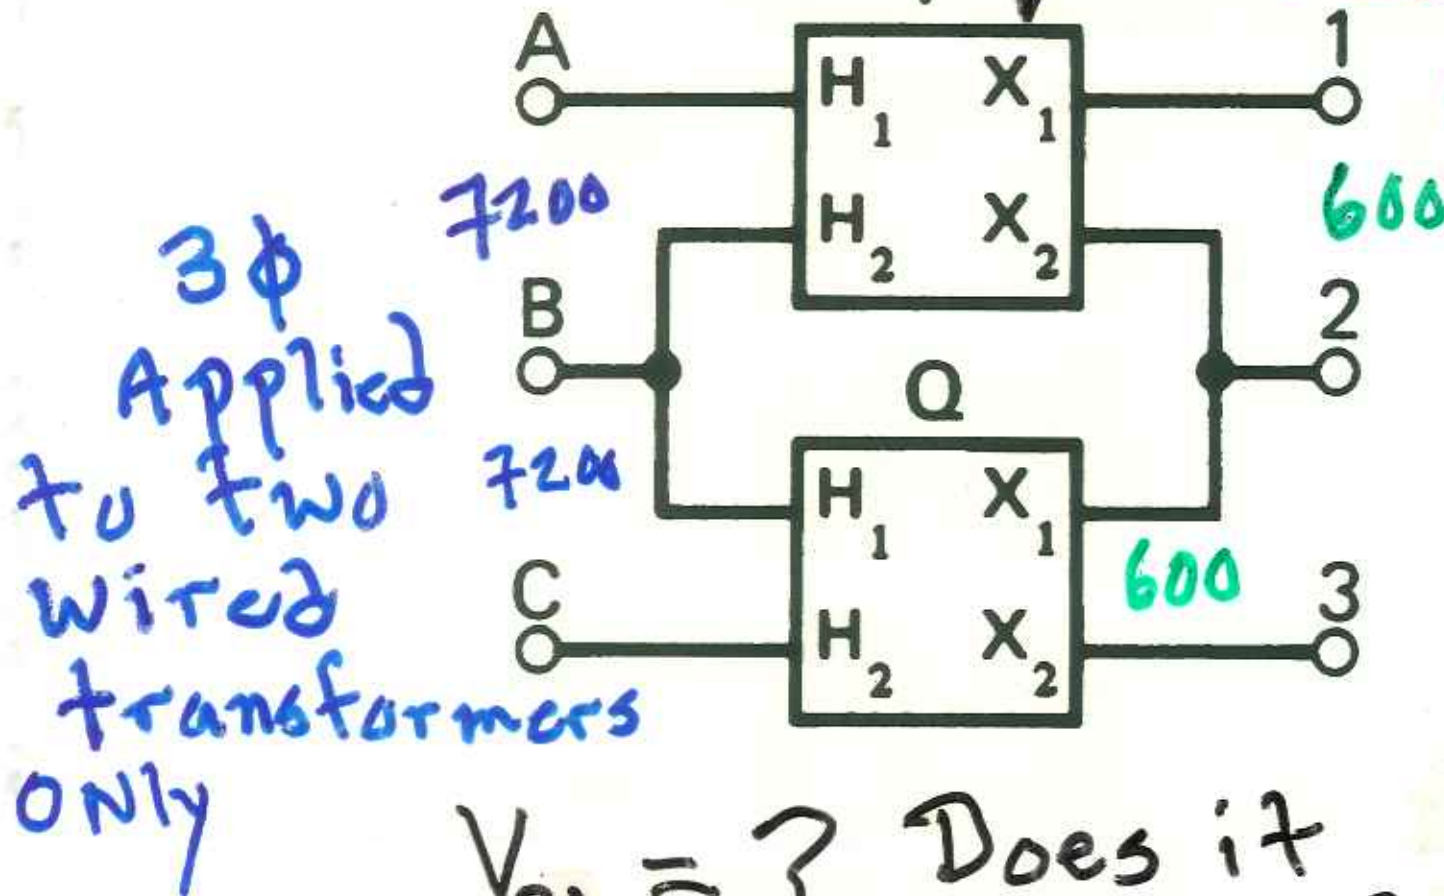 A
H1 X1
1
7200
600
3ϕ
H2 X2
Applied
B
2
Q
to two
7200
H1 X1
Wired
600
C
3
H2 X2
transformers
ONly
= ? Does it